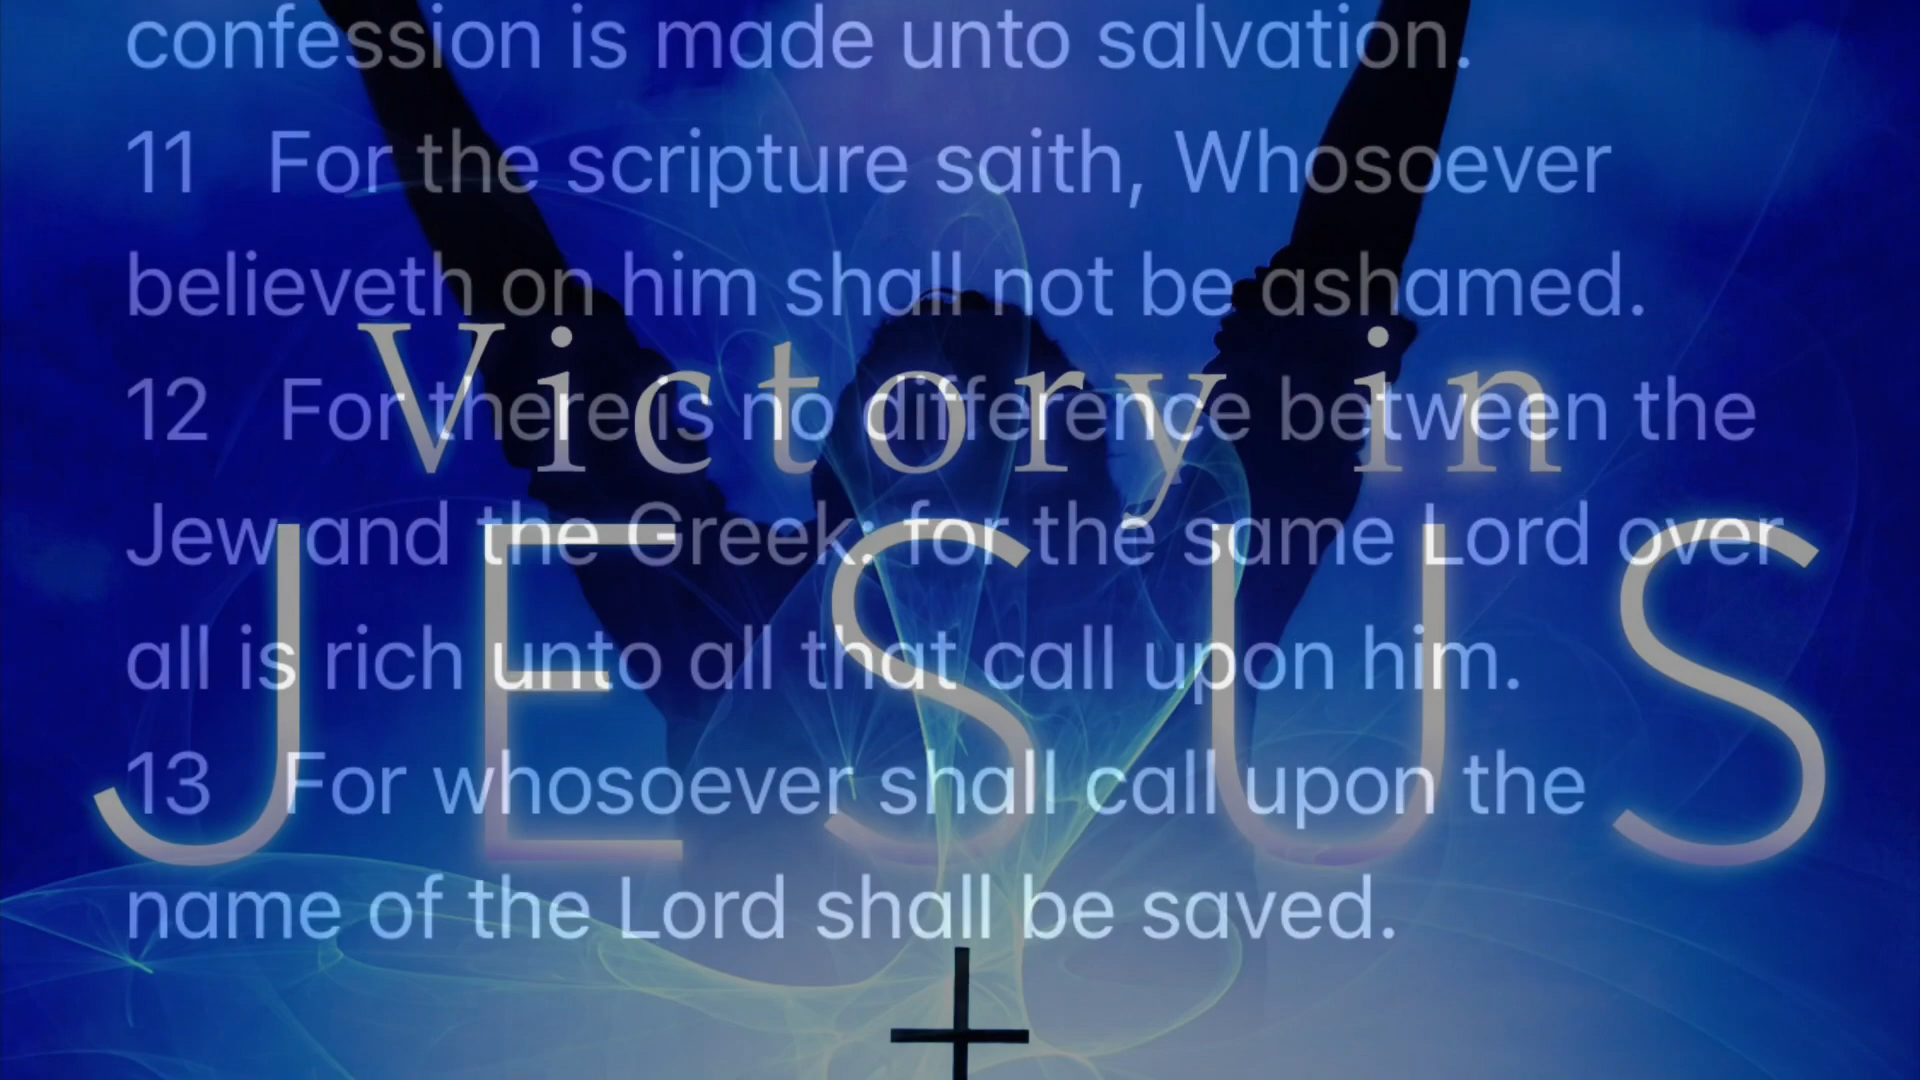 confession is made unto salvation.
11 For the scripture saith, Whosoever
believeth on him shall not be ashamed.
Victory in
12 For there is no difference between the
Jew and the Greek: for the same Lord over
JESUS
all is rich unto all that call upon him.
13 For whosoever shall call upon the
name of the Lord shall be saved.